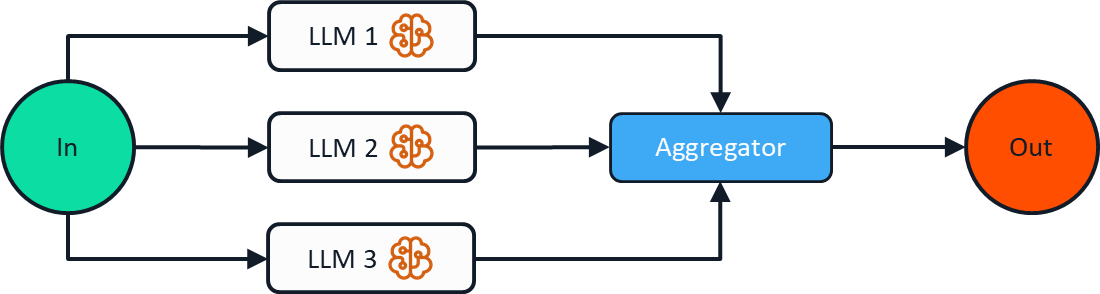 LLM 1
In
LLM 2
Aggregator
Out
LLM 3